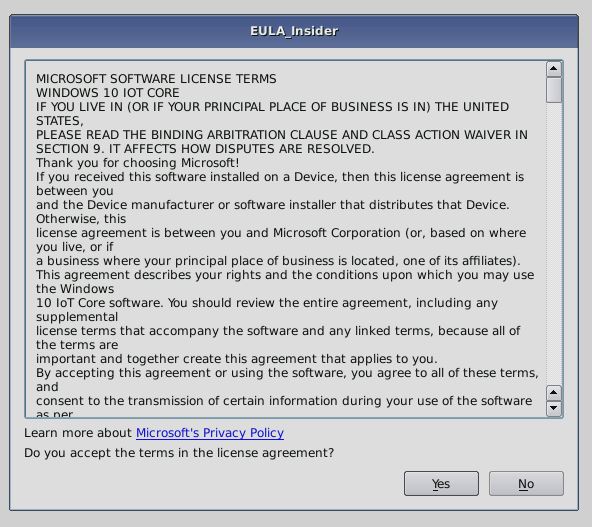 EULA_Insider
MICROSOFT SOFTWARE LICENSE TERMS
WINDOWS 10 IOT CORE
IF YOU LIVE IN (OR IF YOUR PRINCIPAL PLACE OF BUSINESS IS IN) THE UNITED
STATES,
PLEASE READ THE BINDING ARBITRATION CLAUSE AND CLASS ACTION WAIVER IN
SECTION 9. IT AFFECTS HOW DISPUTES ARE RESOLVED.
Thank you for choosing Microsoft!
If you received this software installed on a Device, then this license agreement is
between you
and the Device manufacturer or software installer that distributes that Device.
Otherwise, this
license agreement is between you and Microsoft Corporation (or, based on where
you live, or if
a business where your principal place of business is located, one of its affiliates).
This agreement describes your rights and the conditions upon which you may use
the Windows
10 IoT Core software. You should review the entire agreement, including any
supplemental
license terms that accompany the software and any linked terms, because all of
the terms are
important and together create this agreement that applies to you.
By accepting this agreement or using the software, you agree to all of these terms,
and
consent to the transmission of certain information during your use of the software
as per
Learn more about Microsoft's Privacy Policy
Do you accept the terms in the license agreement?
Yes No